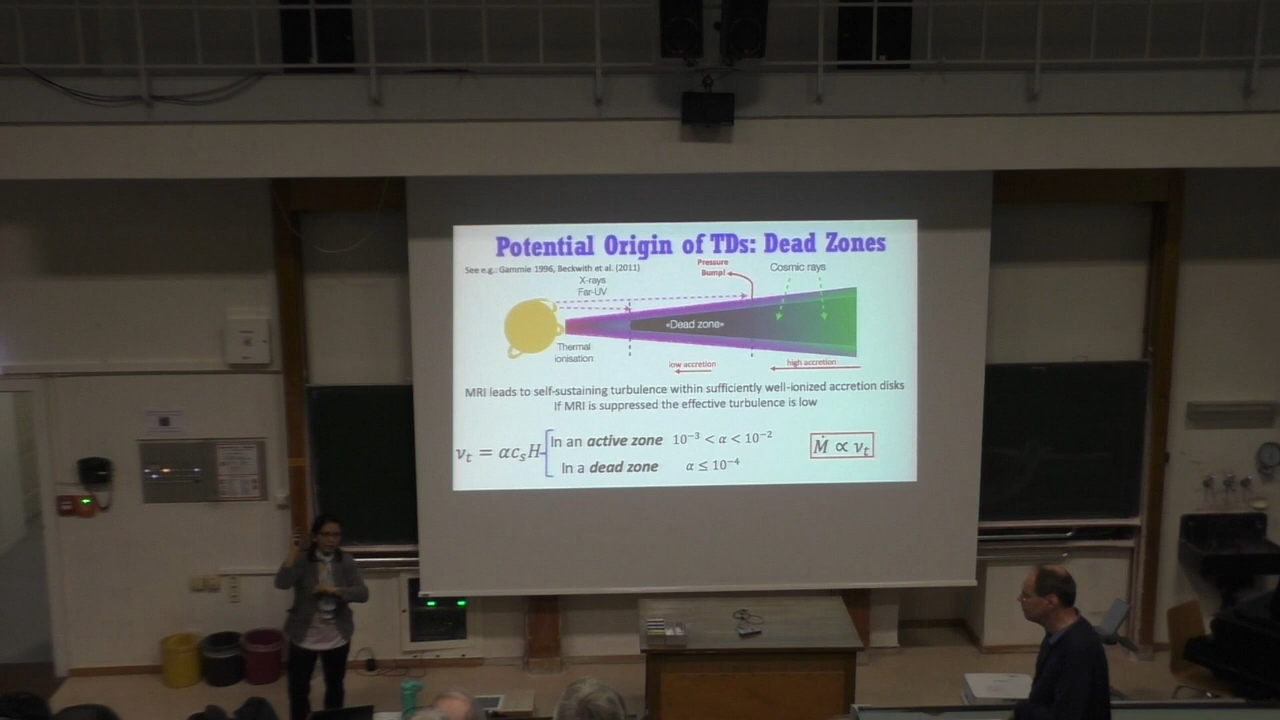 Potential Origin of TDs: Dead Zones
See e.g.: Gammie 1996, Beckwith et al. (2011)
Pressure
Bump!
Cosmic rays
X-rays
Far-UV
«Dead zone»
Thermal
ionisation
low accretion
high accretion
MRI leads to self-sustaining turbulence within sufficiently well-ionized accretion disks
If MRI is suppressed the effective turbulence is low
In an active zone 10⁻³ < α < 10⁻²
νₜ = αcₛH
Ṁ ∝ νₜ
In a dead zone α ≤ 10⁻⁴